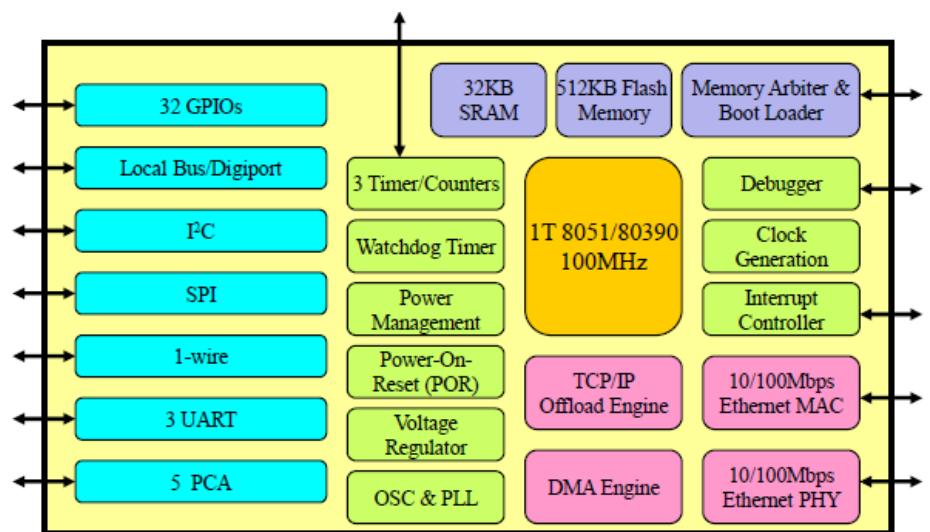 32 GPIOs
Local Bus/Digiport
I²C
SPI
1-wire
3 UART
5 PCA
3 Timer/Counters
Watchdog Timer
Power
Management
Power-On-
Reset (POR)
Voltage
Regulator
OSC & PLL
32KB
SRAM
512KB Flash
Memory
Memory Arbiter &
Boot Loader
1T 8051/80390
100MHz
TCP/IP
Offload Engine
DMA Engine
Debugger
Clock
Generation
Interrupt
Controller
10/100Mbps
Ethernet MAC
10/100Mbps
Ethernet PHY